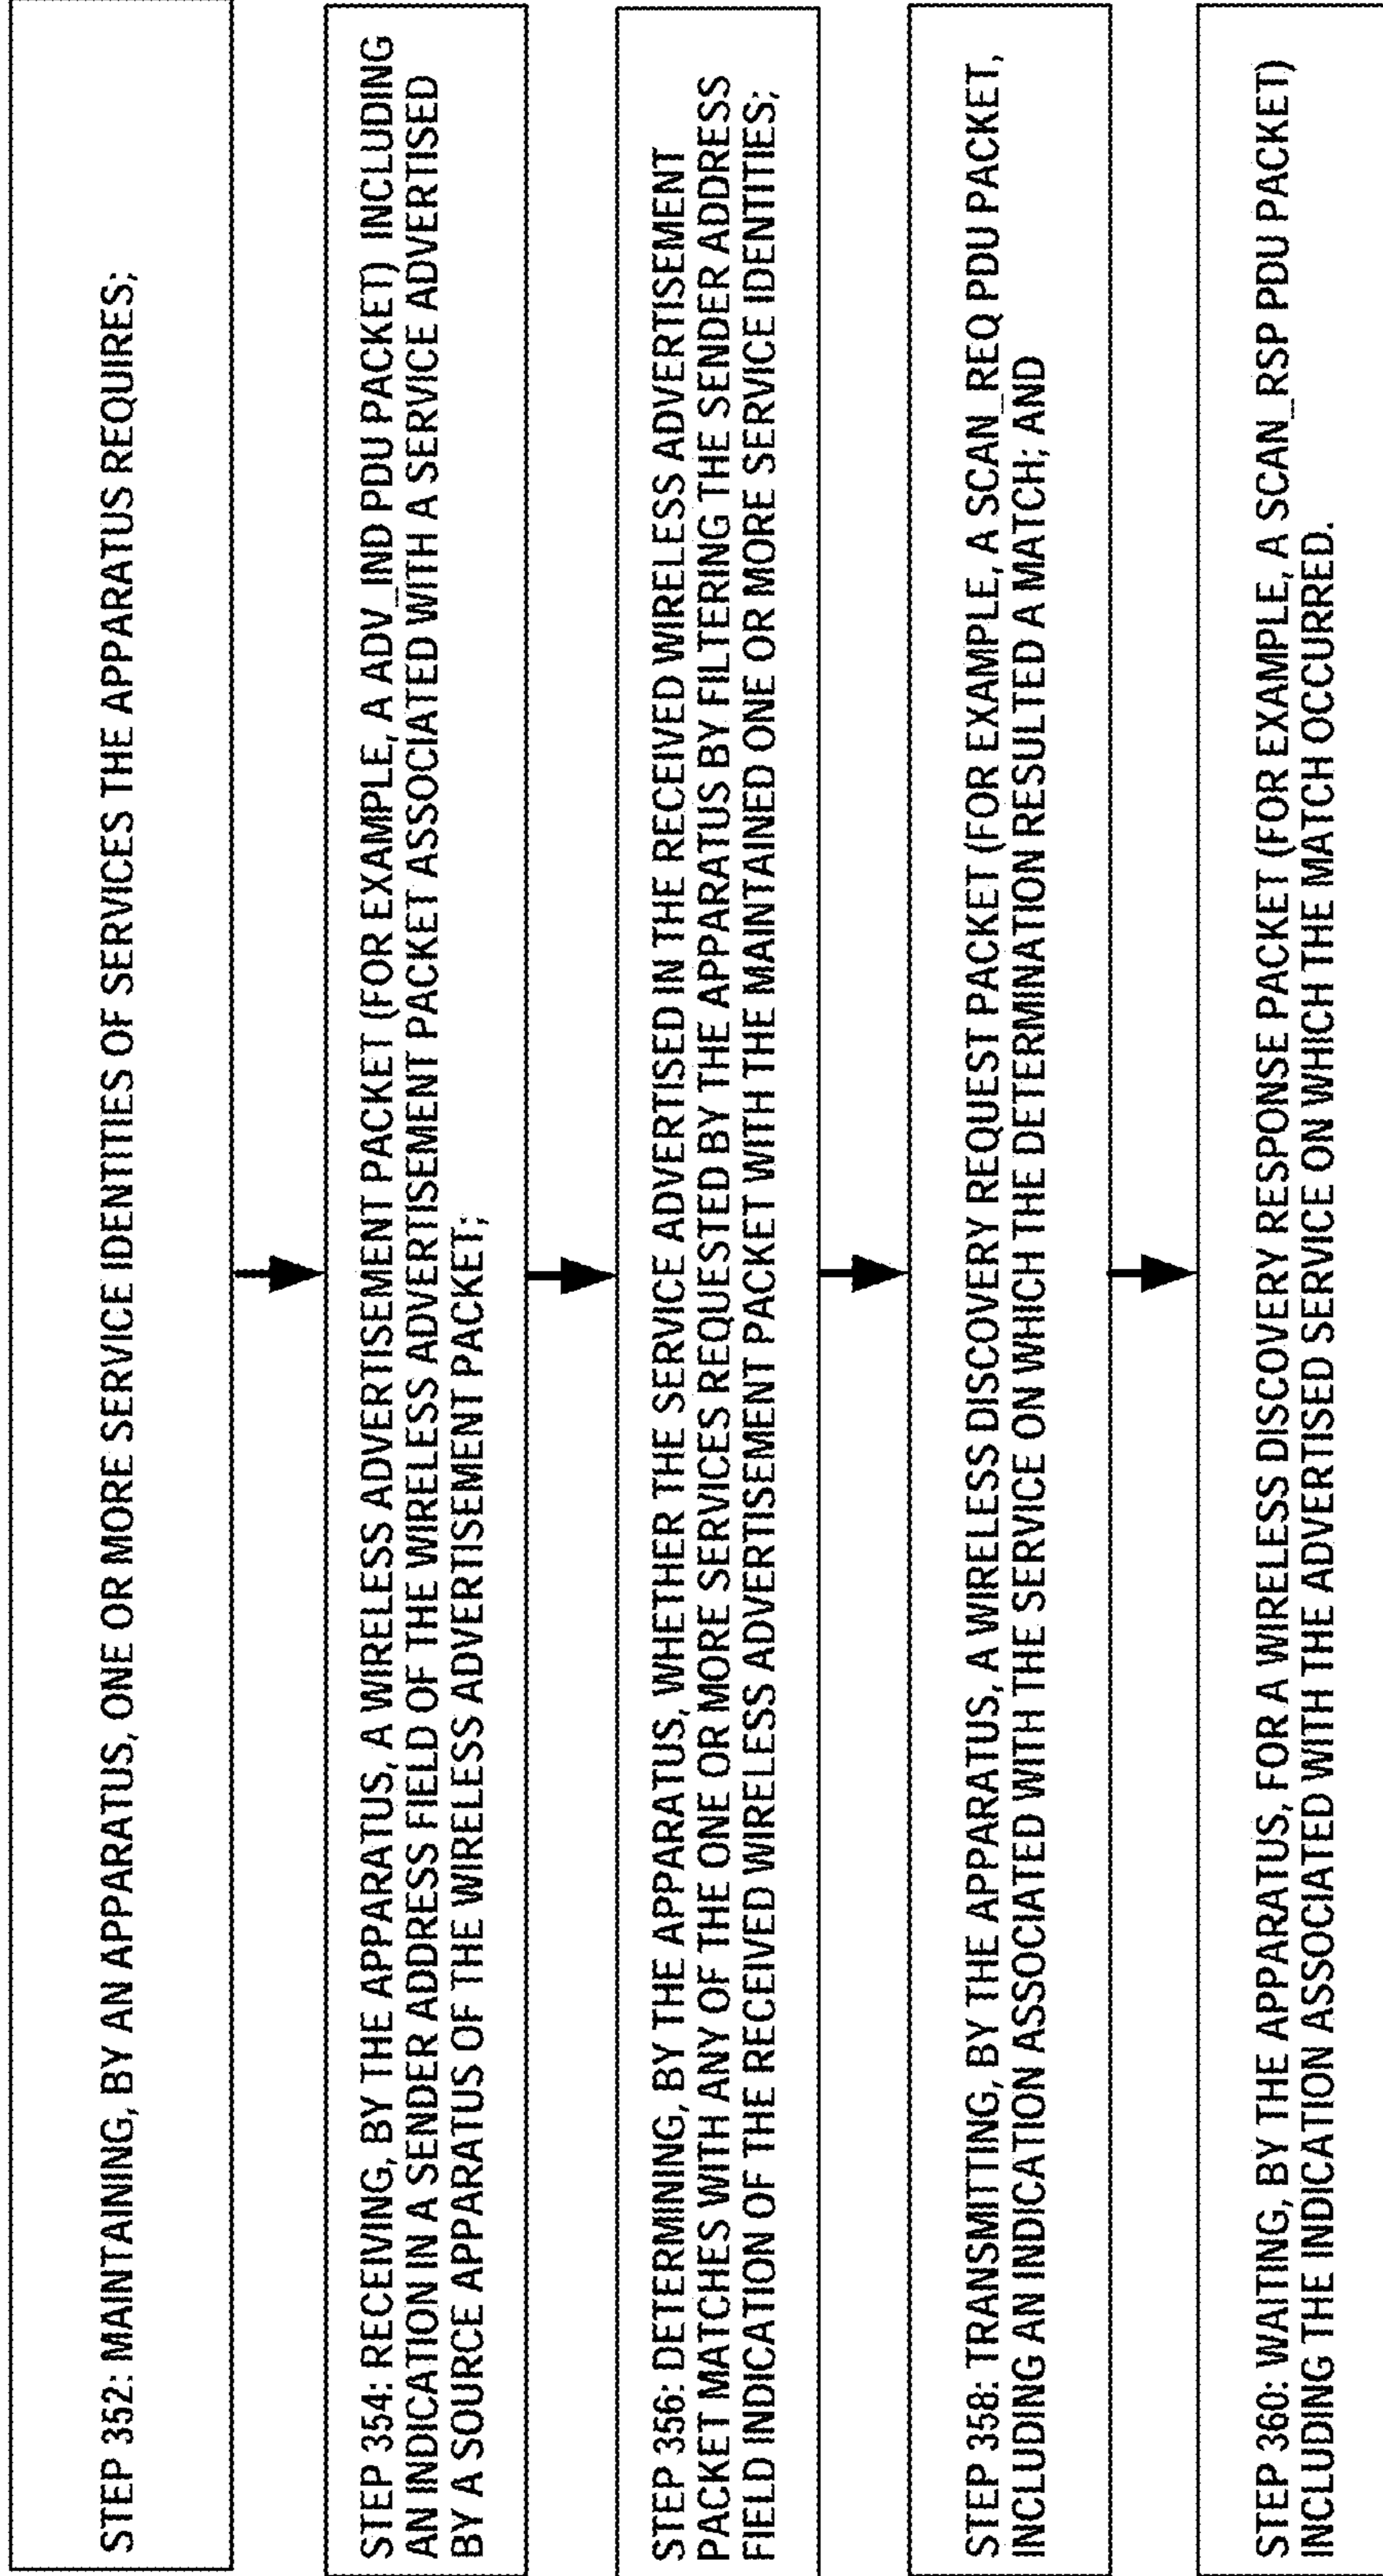 STEP 352: MAINTAINING, BY AN APPARATUS, ONE OR MORE SERVICE IDENTITIES OF SERVICES THE APPARATUS REQUIRES;
STEP 354: RECEIVING, BY THE APPARATUS, A WIRELESS ADVERTISEMENT PACKET (FOR EXAMPLE, A ADV_IND PDU PACKET) INCLUDING
AN INDICATION IN A SENDER ADDRESS FIELD OF THE WIRELESS ADVERTISEMENT PACKET ASSOCIATED WITH A SERVICE ADVERTISED
BY A SOURCE APPARATUS OF THE WIRELESS ADVERTISEMENT PACKET;
STEP 356: DETERMINING, BY THE APPARATUS, WHETHER THE SERVICE ADVERTISED IN THE RECEIVED WIRELESS ADVERTISEMENT
PACKET MATCHES WITH ANY OF THE ONE OR MORE SERVICES REQUESTED BY THE APPARATUS BY FILTERING THE SENDER ADDRESS
FIELD INDICATION OF THE RECEIVED WIRELESS ADVERTISEMENT PACKET WITH THE MAINTAINED ONE OR MORE SERVICE IDENTITIES;
STEP 358: TRANSMITTING, BY THE APPARATUS, A WIRELESS DISCOVERY REQUEST PACKET (FOR EXAMPLE, A SCAN_REQ PDU PACKET,
INCLUDING AN INDICATION ASSOCIATED WITH THE SERVICE ON WHICH THE DETERMINATION RESULTED A MATCH; AND
STEP 360: WAITING, BY THE APPARATUS, FOR A WIRELESS DISCOVERY RESPONSE PACKET (FOR EXAMPLE, A SCAN_RSP PDU PACKET)
INCLUDING THE INDICATION ASSOCIATED WITH THE ADVERTISED SERVICE ON WHICH THE MATCH OCCURRED.